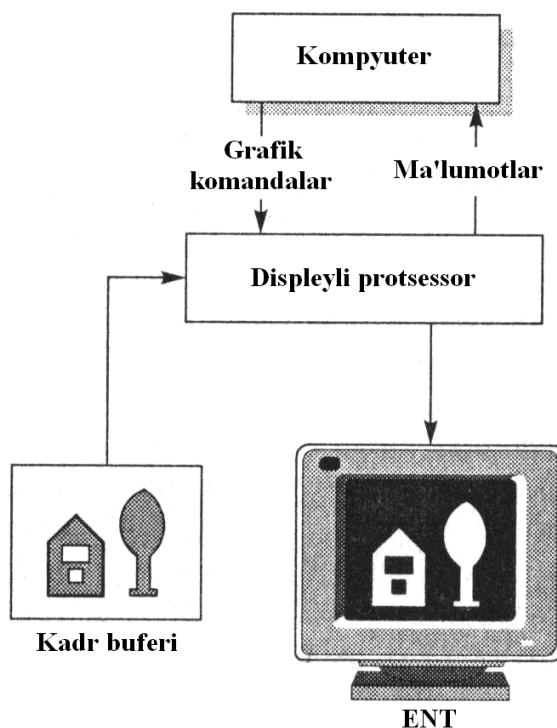 Kompyuter
Grafik
komandalar
Ma'lumotlar
Displeyli protsessor
Kadr buferi
ENT